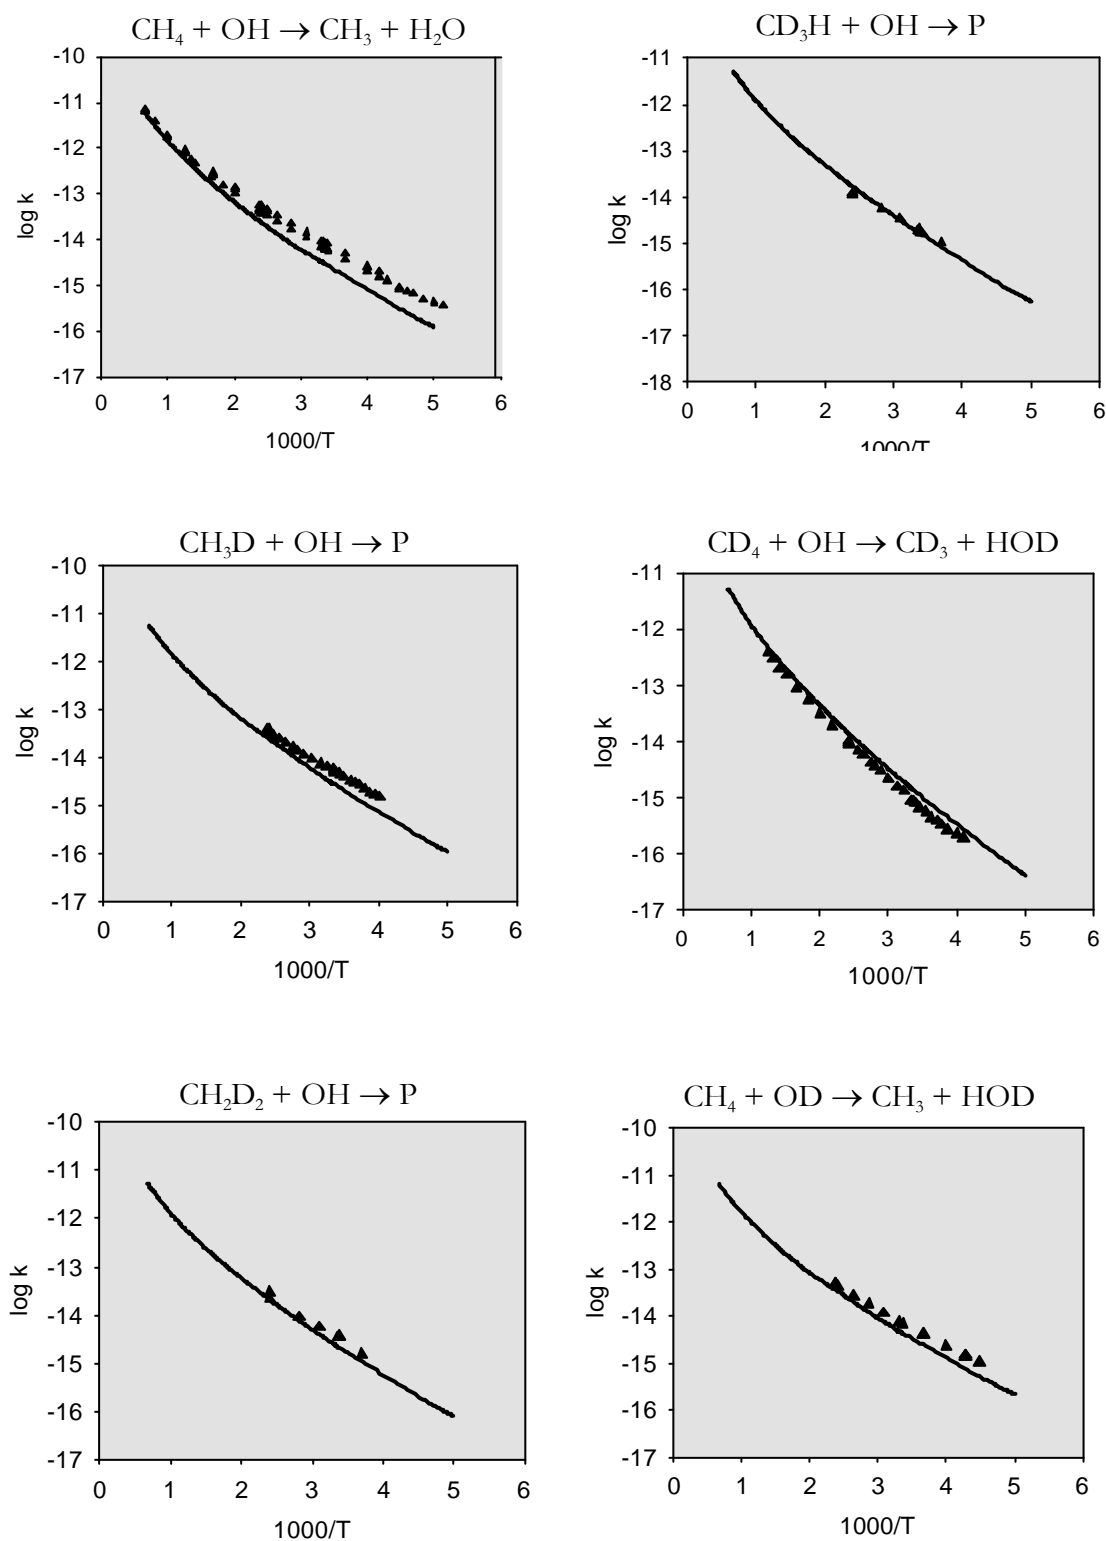 CH₄ + OH → CH₃ + H₂O
-10
-11
-12
-13
-14
-15
-16
-17
log k
0 1 2 3 4 5 6
1000/T
CD₃H + OH → P
-11
-12
-13
-14
-15
-16
-17
-18
log k
0 1 2 3 4 5 6
1000/T
CH₃D + OH → P
-10
-11
-12
-13
-14
-15
-16
-17
log k
0 1 2 3 4 5 6
1000/T
CD₄ + OH → CD₃ + HOD
-11
-12
-13
-14
-15
-16
-17
log k
0 1 2 3 4 5 6
1000/T
CH₂D₂ + OH → P
-10
-11
-12
-13
-14
-15
-16
-17
log k
0 1 2 3 4 5 6
1000/T
CH₄ + OD → CH₃ + HOD
-10
-11
-12
-13
-14
-15
-16
-17
log k
0 1 2 3 4 5 6
1000/T